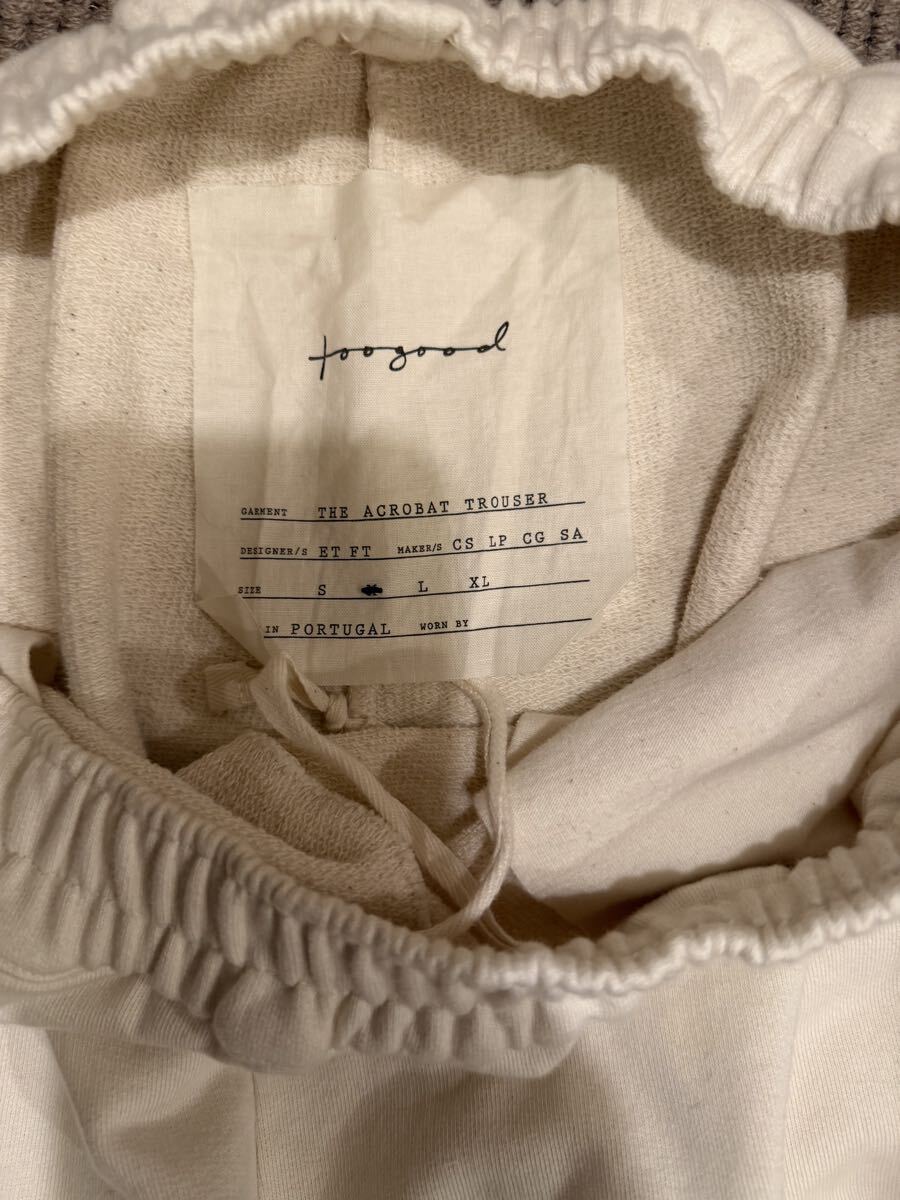 toogood
GARMENT THE ACROBAT TROUSER
DESIGNER/S ET FT MAKER/S CS LP CG SA
SIZE S L XL
IN PORTUGAL WORN BY